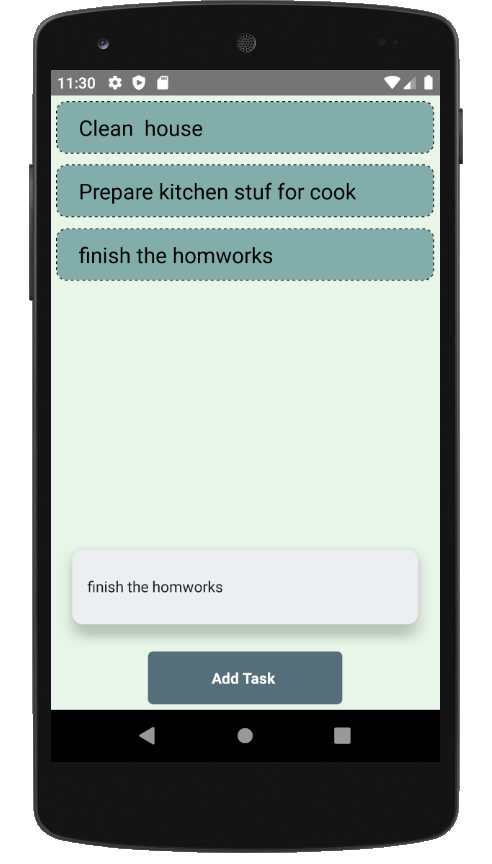 11:30
Clean  house
Prepare kitchen stuf for cook
finish the homworks
finish the homworks
Add Task